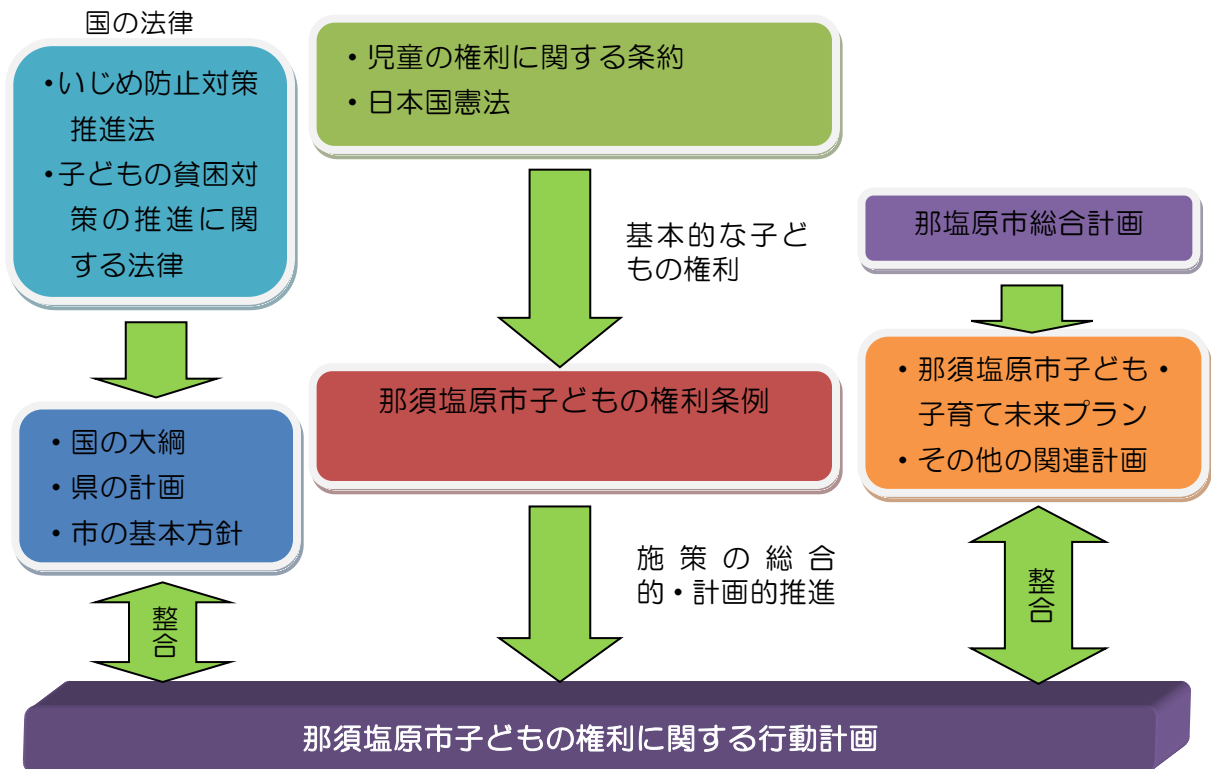 国の法律
・いじめ防止対策
推進法
・子どもの貧困対
策の推進に関
する法律
・児童の権利に関する条約
・日本国憲法
基本的な子ど
もの権利
那塩原市総合計画
・国の大綱
・県の計画
・市の基本方針
那須塩原市子どもの権利条例
・那須塩原市子ども・
子育て未来プラン
・その他の関連計画
整合
施策の総合
的・計画的推進
整合
那須塩原市子どもの権利に関する行動計画